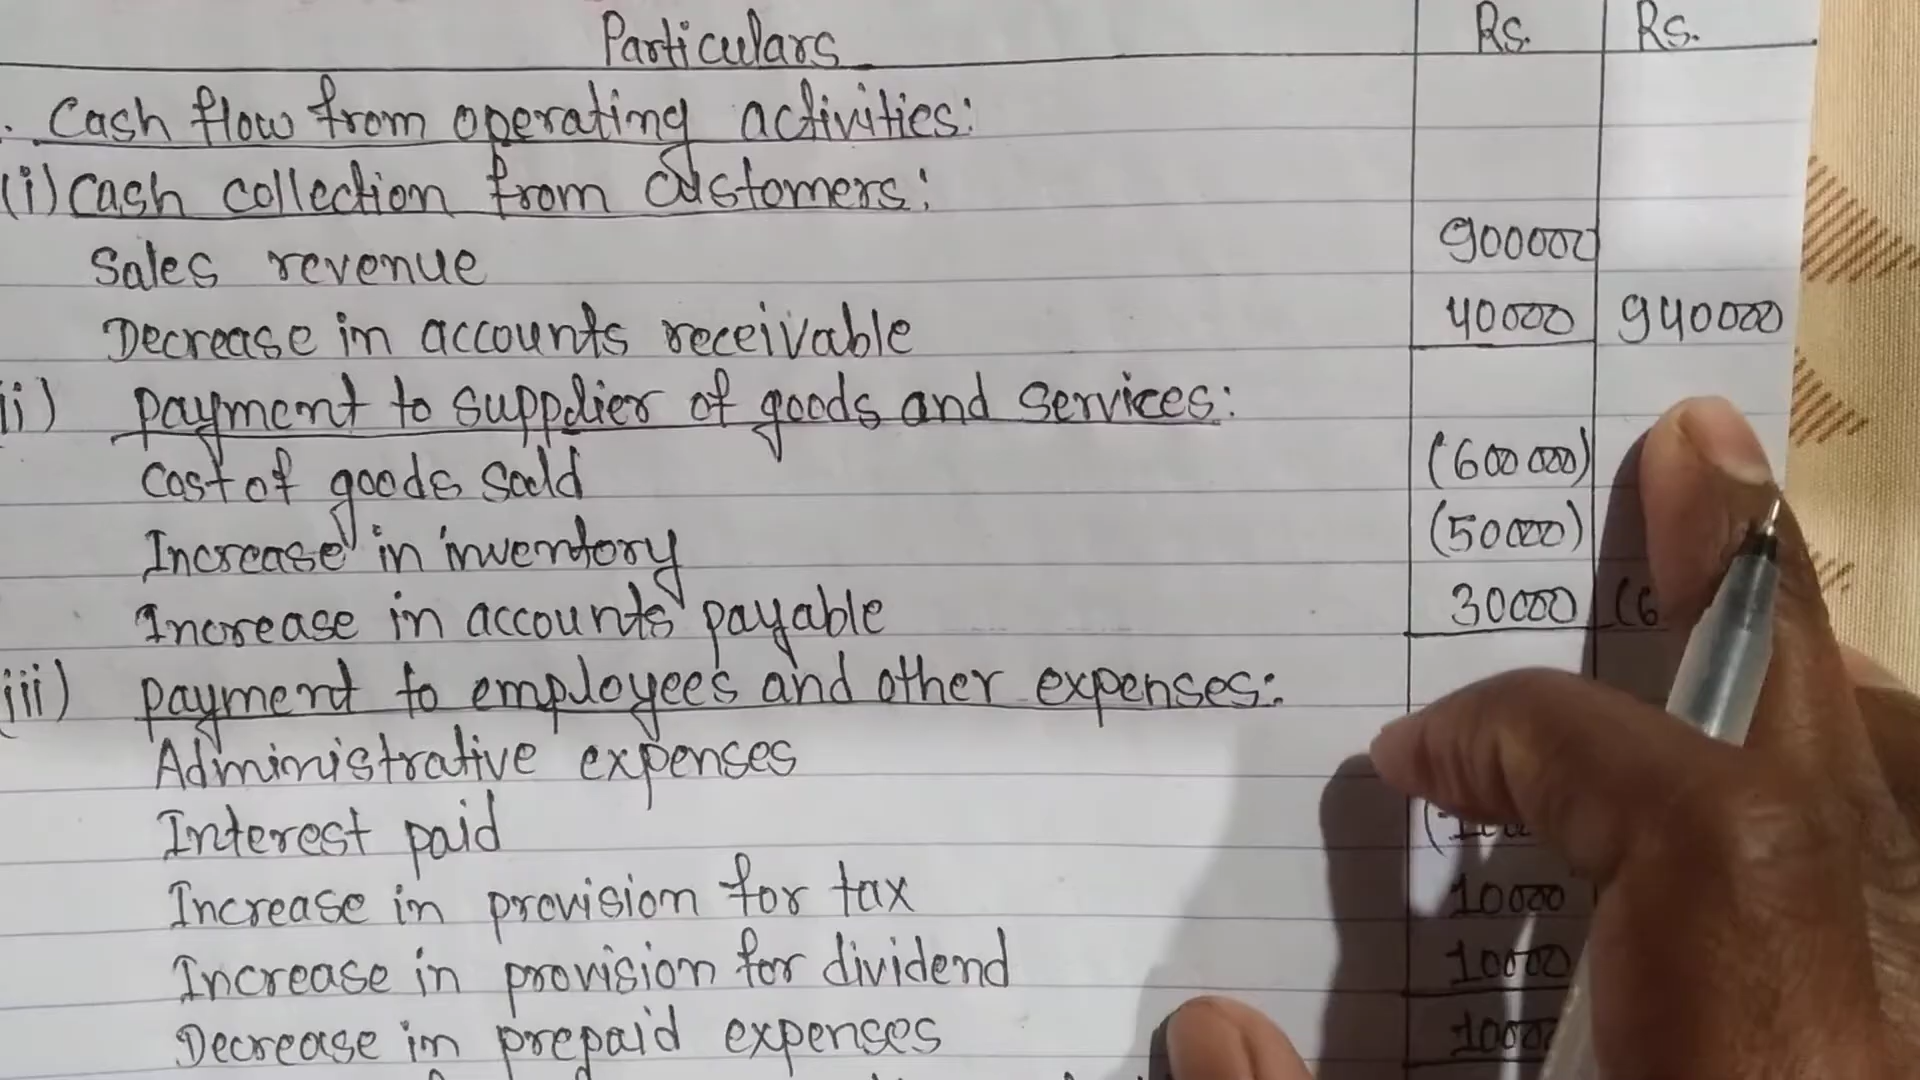 Particulars Rs. Rs.
Cash flow from operating activities:
(i) Cash collection from customers:
Sales revenue 900000
Decrease in accounts receivable 40000 940000
ii) payment to supplier of goods and services:
Cost of goods sold (600000)
Increase in inventory (50000)
Increase in accounts payable 30000 (6
iii) payment to employees and other expenses:
Administrative expenses
Interest paid
Increase in provision for tax 10000
Increase in provision for dividend 10000
Decrease in prepaid expenses